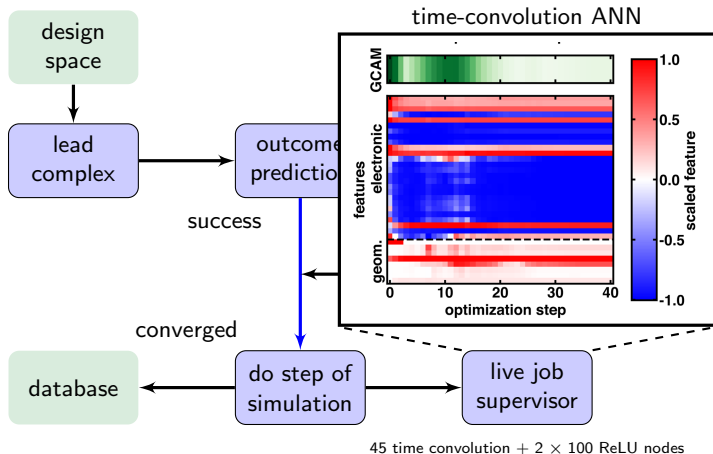 time-convolution ANN
design
space
lead
complex
outcome
prediction
success
converged
database
do step of
simulation
live job
supervisor
GCAM
features
electronic
geom.
0 10 20 30 40
optimization step
1.0
0.5
0.0
-0.5
-1.0
scaled feature
45 time convolution + 2 × 100 ReLU nodes